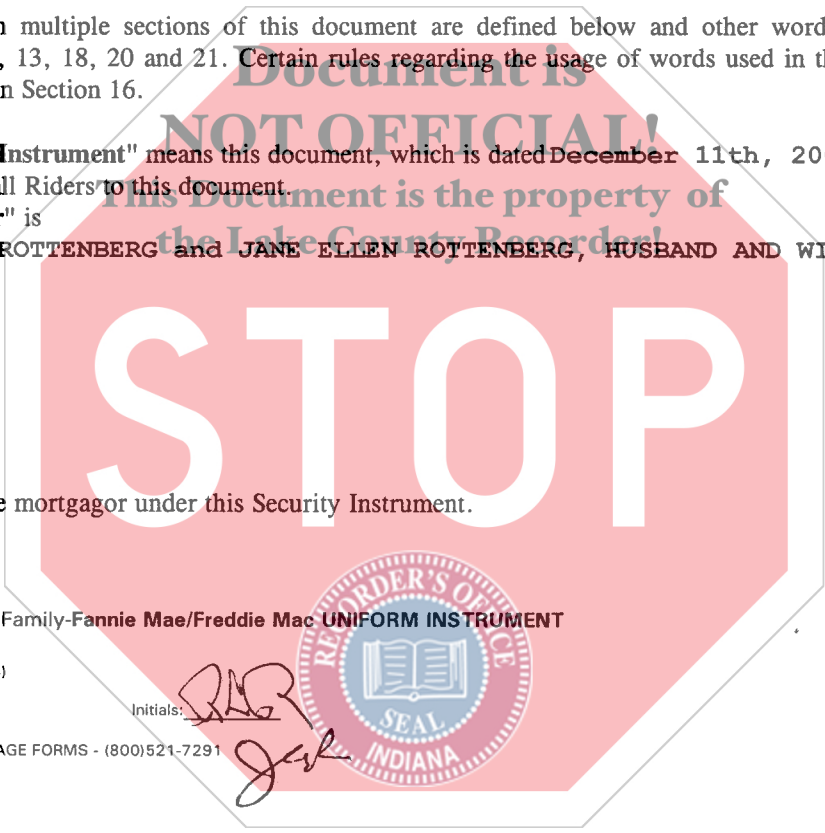 multiple sections of this document are defined below and other word
, 13, 18, 20 and 21. Certain rules regarding the usage of words used in th
n Section 16.
Document is
NOT OFFICIAL!
This Document is the property of
the Lake County Recorder!
Instrument" means this document, which is dated December 11th, 20
ll Riders to this document.
" is
ROTTENBERG and JANE ELLEN ROTTENBERG, HUSBAND AND WI
STOP
e mortgagor under this Security Instrument.
Family-Fannie Mae/Freddie Mac UNIFORM INSTRUMENT
)
Initials:
AGE FORMS - (800)521-7291
RECORDER'S OFFICE
SEAL
INDIANA